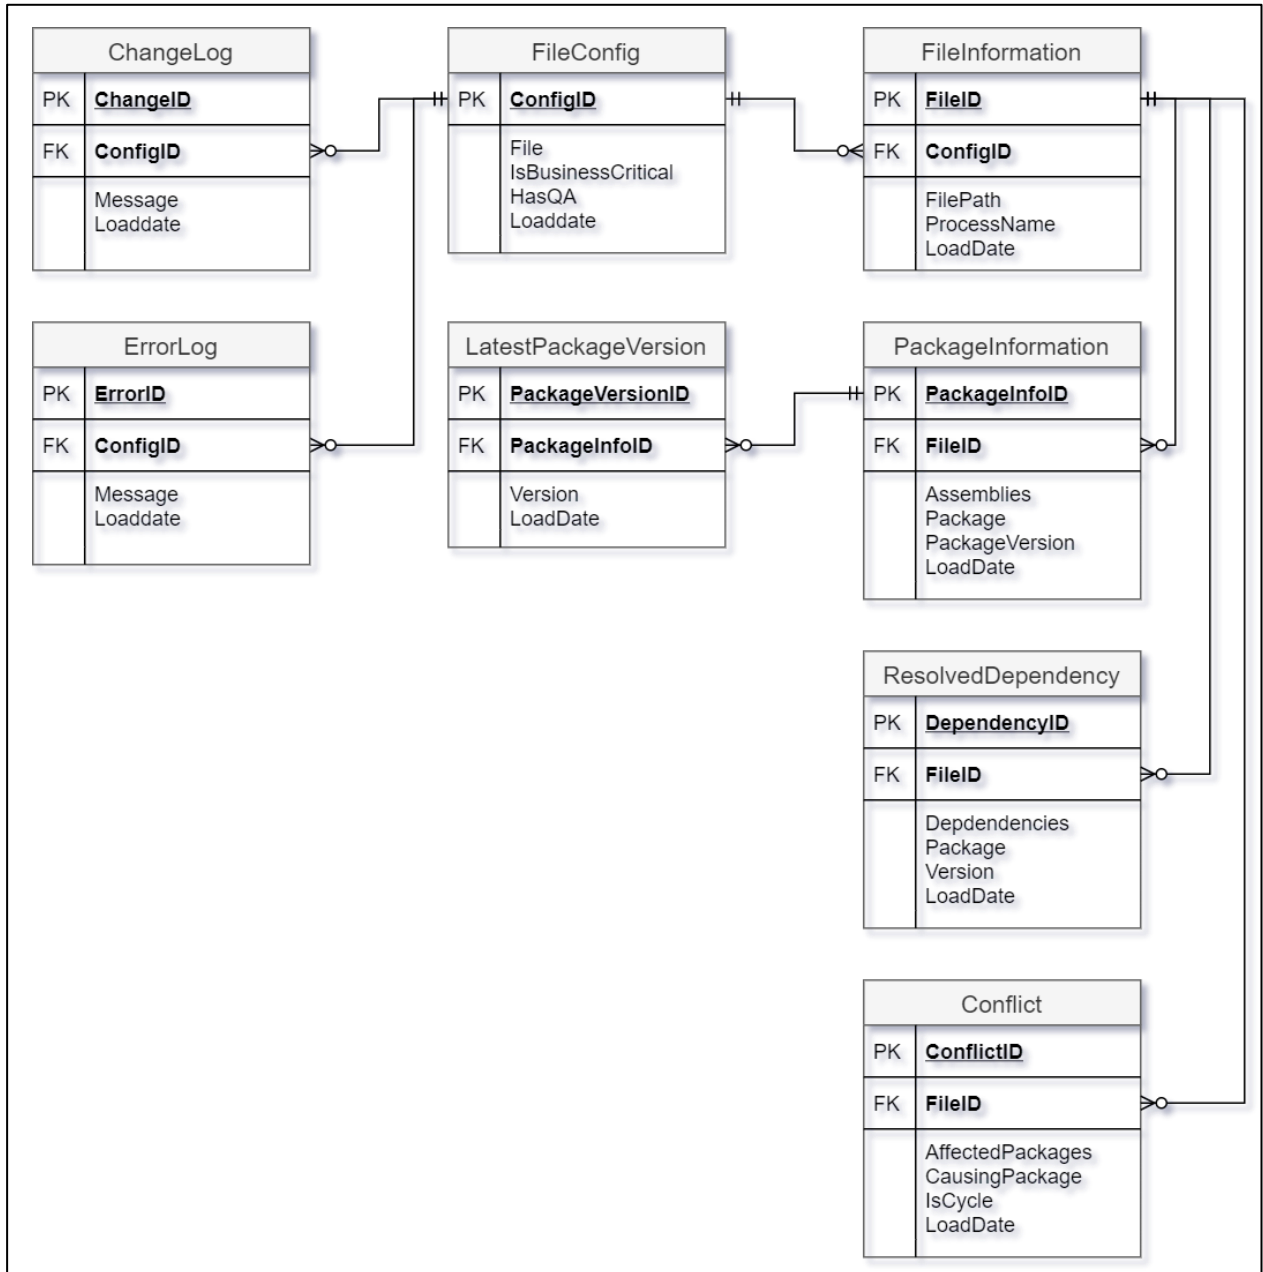 ChangeLog
PK ChangeID
FK ConfigID
Message
Loaddate
FileConfig
PK ConfigID
File
IsBusinessCritical
HasQA
Loaddate
FileInformation
PK FileID
FK ConfigID
FilePath
ProcessName
LoadDate
ErrorLog
PK ErrorID
FK ConfigID
Message
Loaddate
LatestPackageVersion
PK PackageVersionID
FK PackageInfoID
Version
LoadDate
PackageInformation
PK PackageInfoID
FK FileID
Assemblies
Package
PackageVersion
LoadDate
ResolvedDependency
PK DependencyID
FK FileID
Depdendencies
Package
Version
LoadDate
Conflict
PK ConflictID
FK FileID
AffectedPackages
CausingPackage
IsCycle
LoadDate